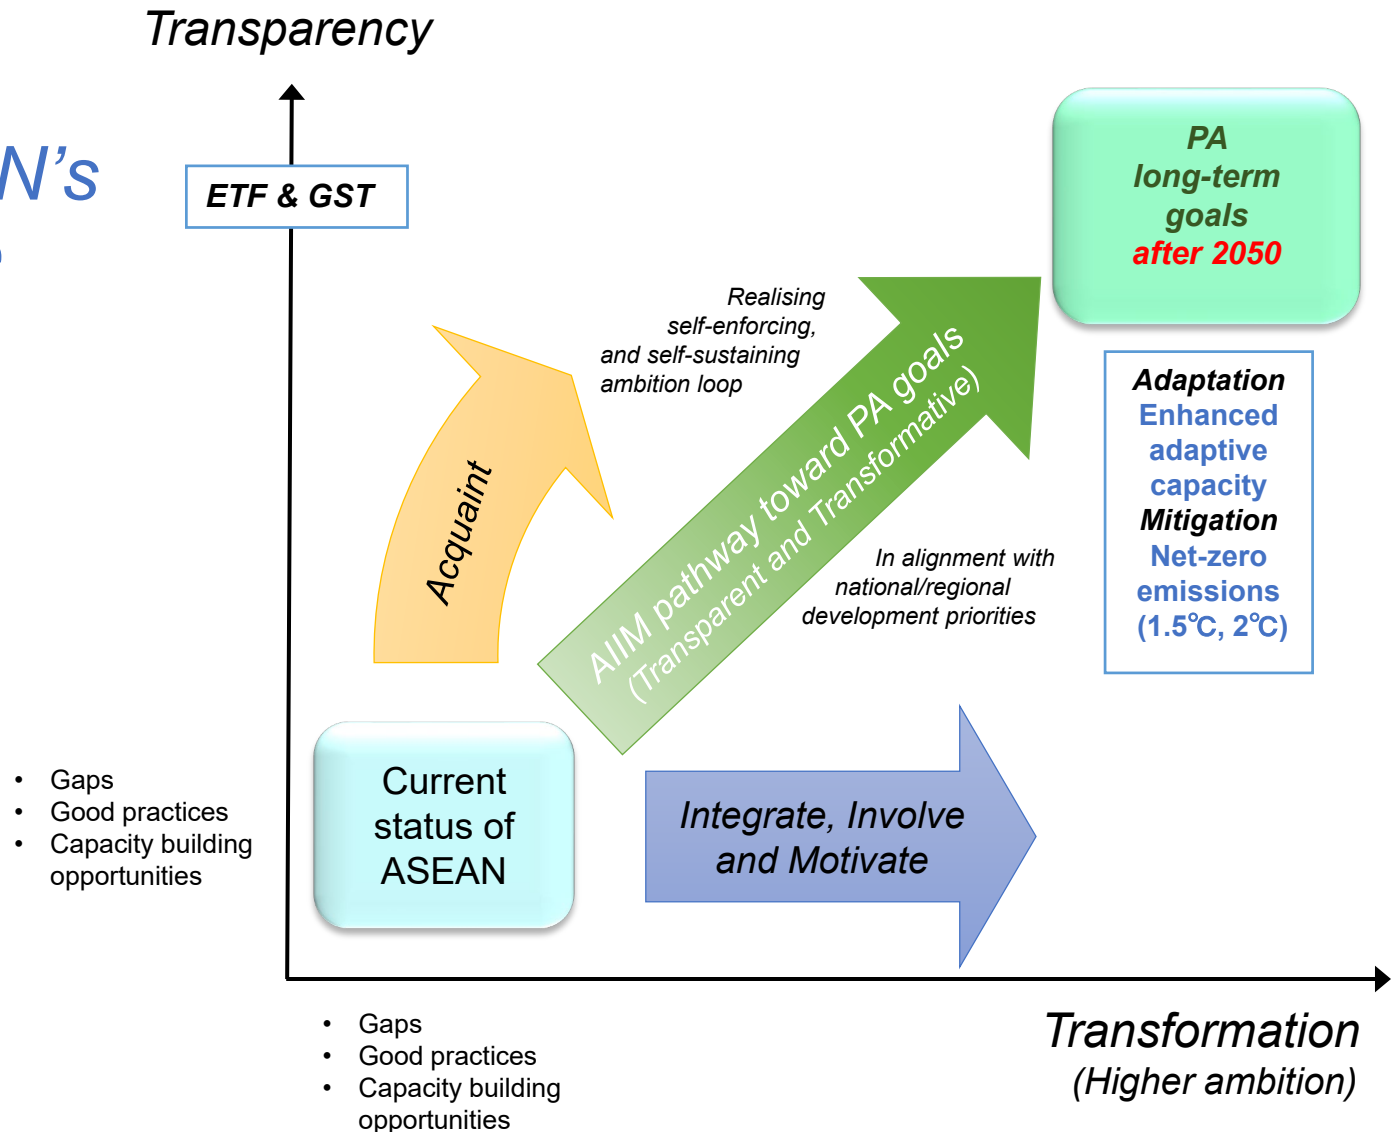 Transparency
N's
ETF & GST
PA
long-term
goals
after 2050
Realising
self-enforcing,
and self-sustaining
ambition loop
Acquaint
AIIM pathway toward PA goals
(Transparent and Transformative)
In alignment with
national/regional
development priorities
Adaptation
Enhanced
adaptive
capacity
Mitigation
Net-zero
emissions
(1.5℃, 2℃)
• Gaps
• Good practices
• Capacity building
opportunities
Current
status of
ASEAN
Integrate, Involve
and Motivate
• Gaps
• Good practices
• Capacity building
opportunities
Transformation
(Higher ambition)